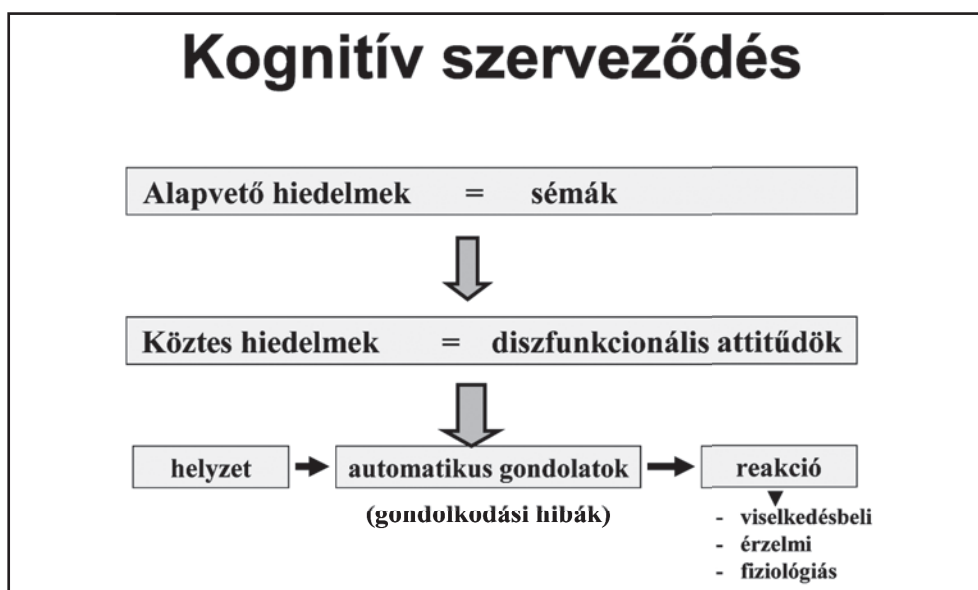 Kognitív szerveződés
Alapvető hiedelmek = sémák
Köztes hiedelmek = diszfunkcionális attitűdök
helyzet automatikus gondolatok reakció
(gondolkodási hibák)
- viselkedésbeli
- érzelmi
- fiziológiás